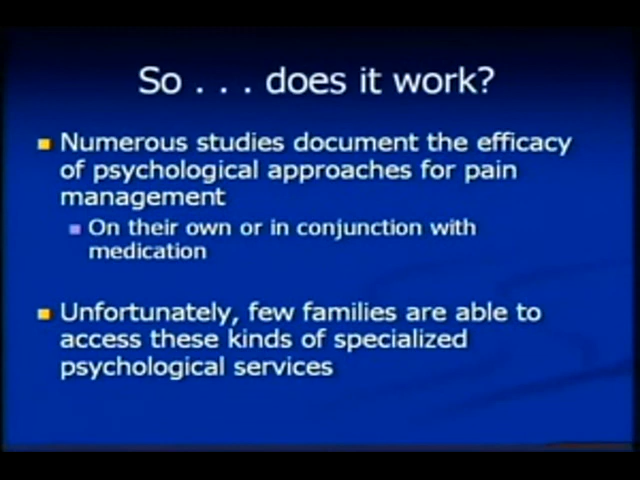 So . . . does it work?
Numerous studies document the efficacy
of psychological approaches for pain
management
On their own or in conjunction with
medication
Unfortunately, few families are able to
access these kinds of specialized
psychological services